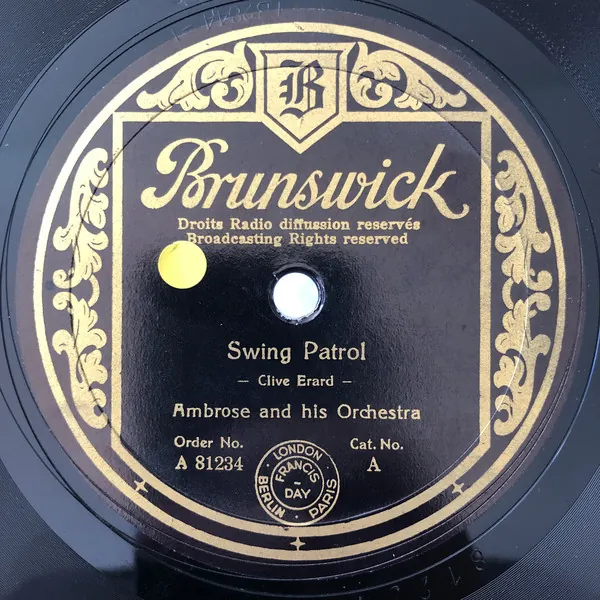 B
Brunswick
Droits Radio diffussion reservés
Broadcasting Rights reserved
Swing Patrol
– Clive Erard –
Ambrose and his Orchestra
Order No.
A 81234
Cat. No.
A
· LONDON ·
FRANCIS
–
DAY
BERLIN · PARIS